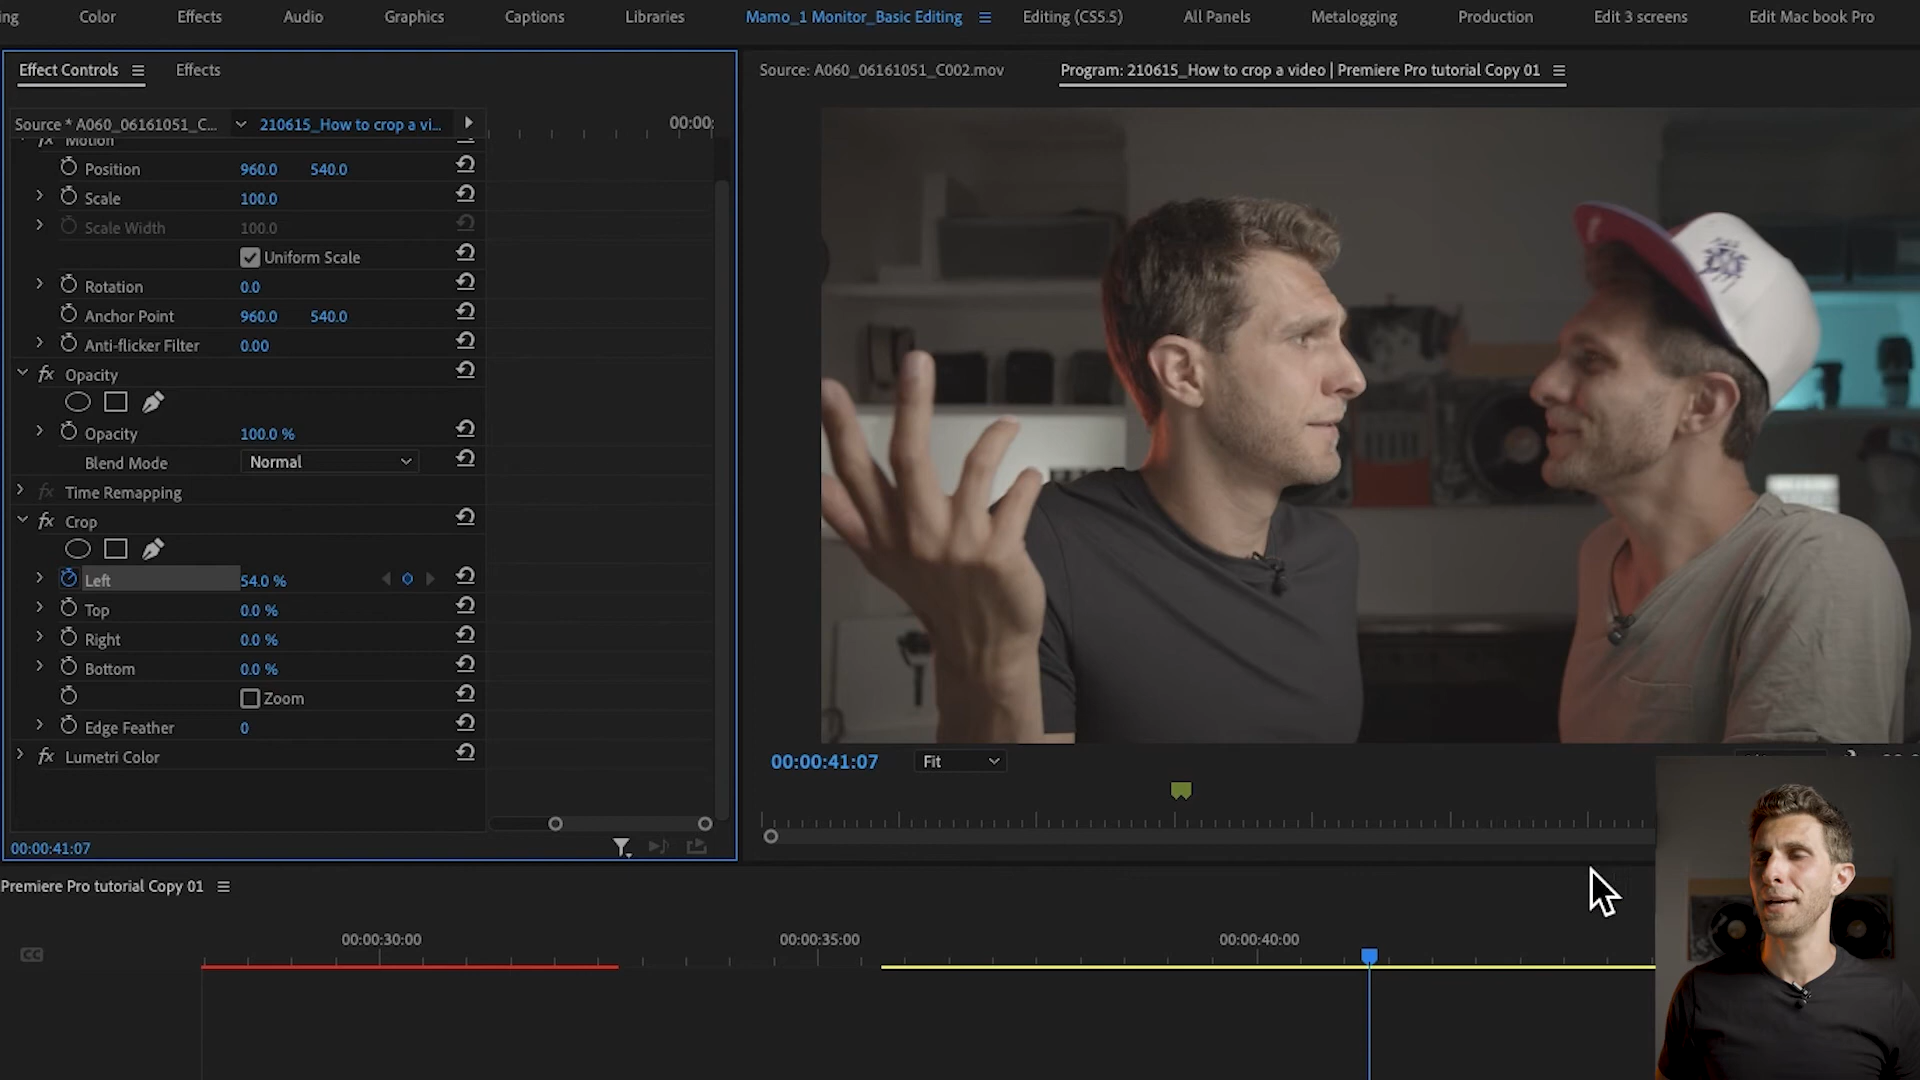 ing Color Effects Audio Graphics Captions Libraries Mamo_1 Monitor_Basic Editing Editing (CS5.5) All Panels Metalogging Production Edit 3 screens Edit Mac book Pro
Effect Controls Effects
Source: A060_06161051_C002.mov Program: 210615_How to crop a video | Premiere Pro tutorial Copy 01
Source * A060_06161051_C... 210615_How to crop a vi... 00:00:
fx Motion
Position 960.0 540.0
Scale 100.0
Scale Width 100.0
Uniform Scale
Rotation 0.0
Anchor Point 960.0 540.0
Anti-flicker Filter 0.00
fx Opacity
Opacity 100.0 %
Blend Mode Normal
fx Time Remapping
fx Crop
Left 54.0 %
Top 0.0 %
Right 0.0 %
Bottom 0.0 %
Zoom
Edge Feather 0
fx Lumetri Color
00:00:41:07
00:00:41:07 Fit
Premiere Pro tutorial Copy 01
00:00:30:00 00:00:35:00 00:00:40:00
CC